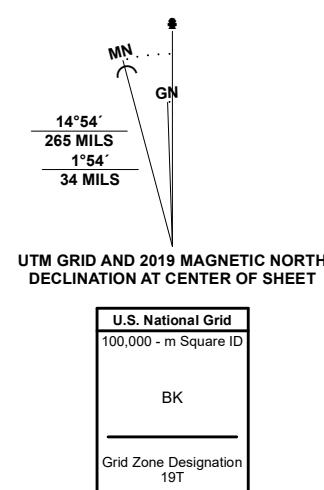 MN
GN
14°54´
265 MILS
1°54´
34 MILS
UTM GRID AND 2019 MAGNETIC NORTH
DECLINATION AT CENTER OF SHEET
U.S. National Grid
100,000 - m Square ID
BK
Grid Zone Designation
19T